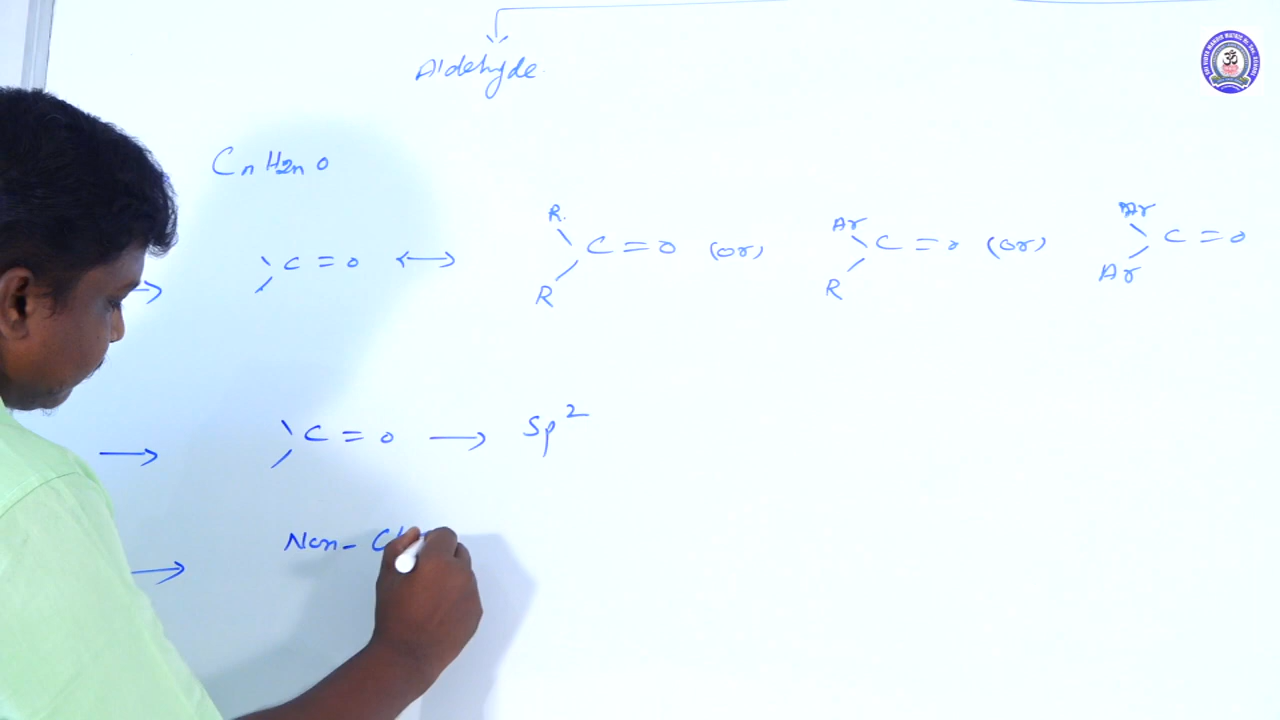 Aldehyde
CnH2nO
C = O ⟷ R R C = O (or) Ar R C = O (or) Ar Ar C = O
C = O → Sp²
Non-